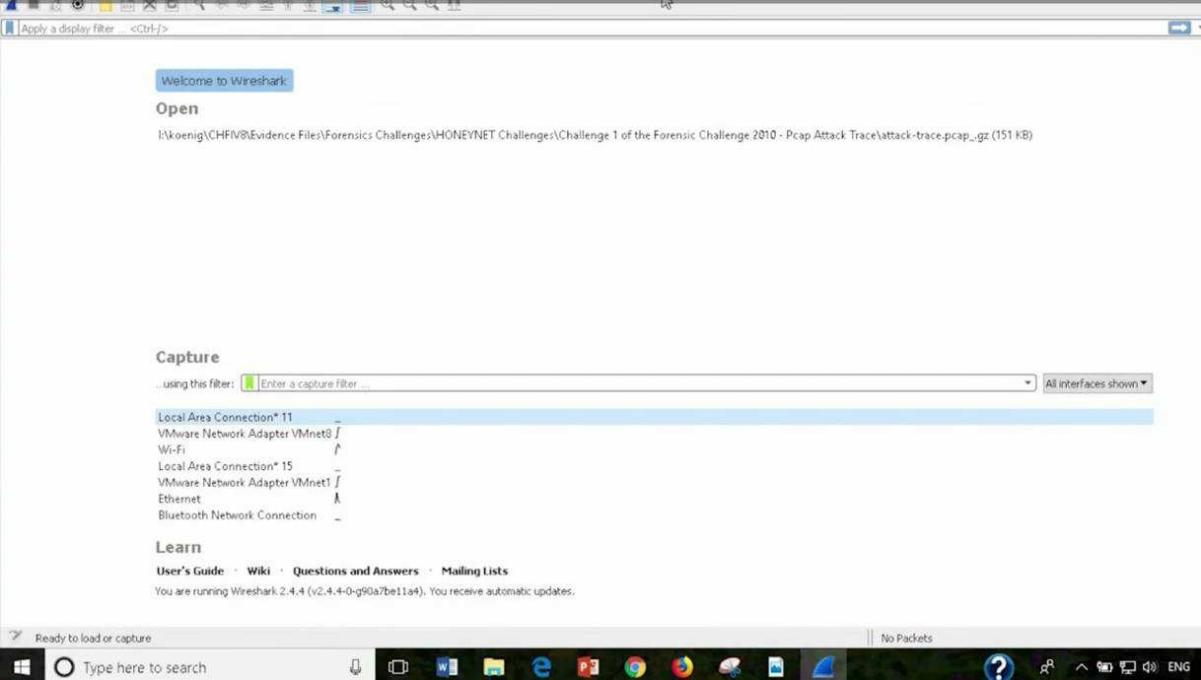 Apply a display filter ... <Ctrl-/>
Welcome to Wireshark
Open
I:\koenig\CHFIV8\Evidence Files\Forensics Challenges\HONEYNET Challenges\Challenge 1 of the Forensic Challenge 2010 - Pcap Attack Trace\attack-trace.pcap_.gz (151 KB)
Capture
...using this filter: Enter a capture filter ... All interfaces shown
Local Area Connection* 11
VMware Network Adapter VMnet8
Wi-Fi
Local Area Connection* 15
VMware Network Adapter VMnet1
Ethernet
Bluetooth Network Connection
Learn
User's Guide · Wiki · Questions and Answers · Mailing Lists
You are running Wireshark 2.4.4 (v2.4.4-0-g90a7be11a4). You receive automatic updates.
Ready to load or capture No Packets
Type here to search ENG